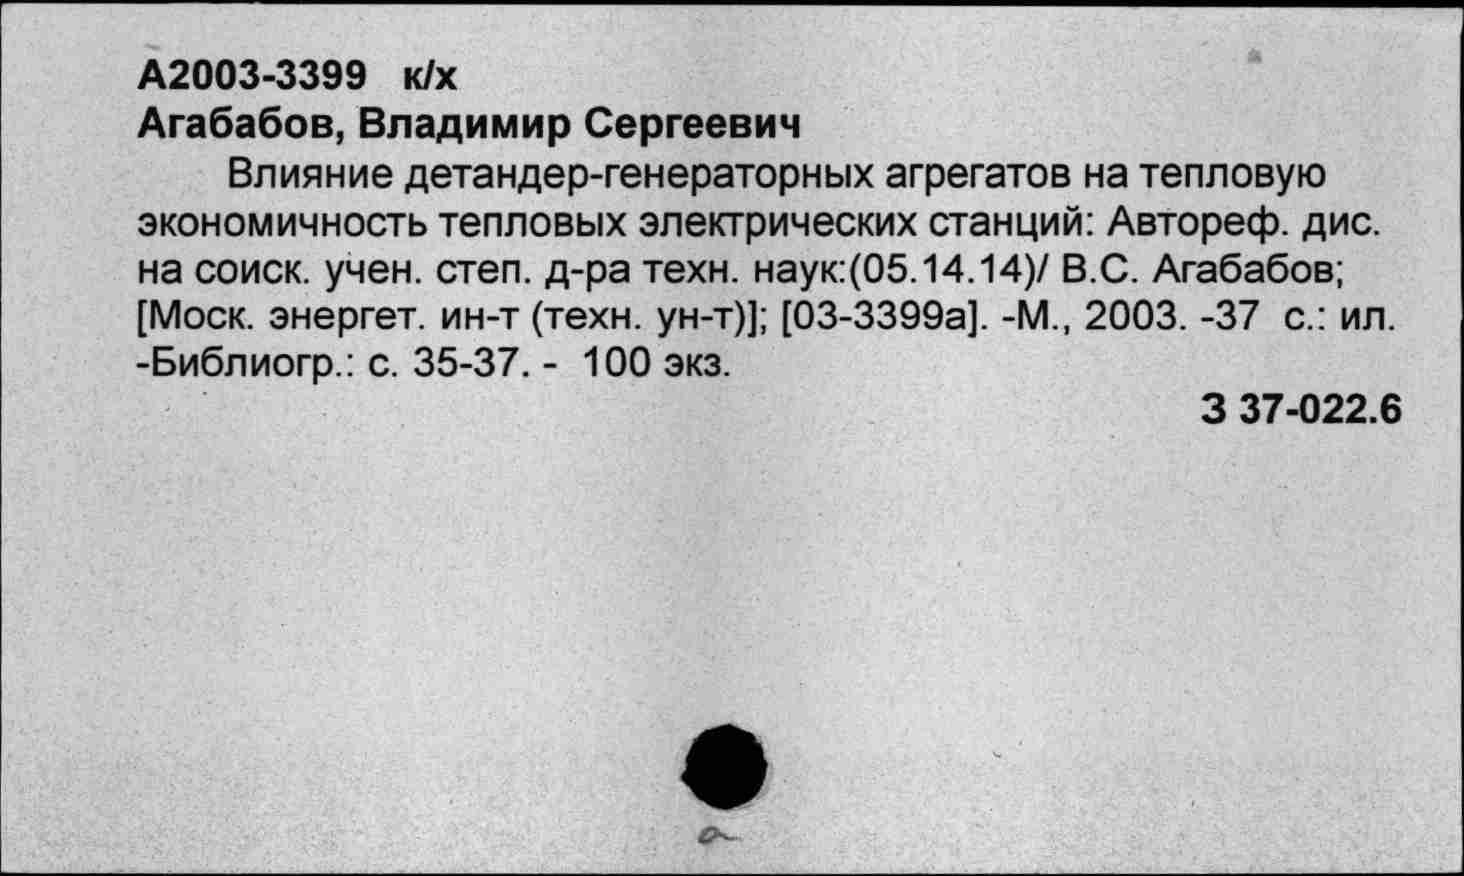 А2003-3399 к/х
Агабабов, Владимир Сергеевич
Влияние детандер-генераторных агрегатов на тепловую
экономичность тепловых электрических станций: Автореф. дис.
на соиск. учен. степ. д-ра техн. наук:(05.14.14)/ В.С. Агабабов;
[Моск. энергет. ин-т (техн. ун-т)]; [03-3399а]. -М., 2003. -37 с.: ил.
-Библиогр.: с. 35-37. - 100 экз.
З 37-022.6
а